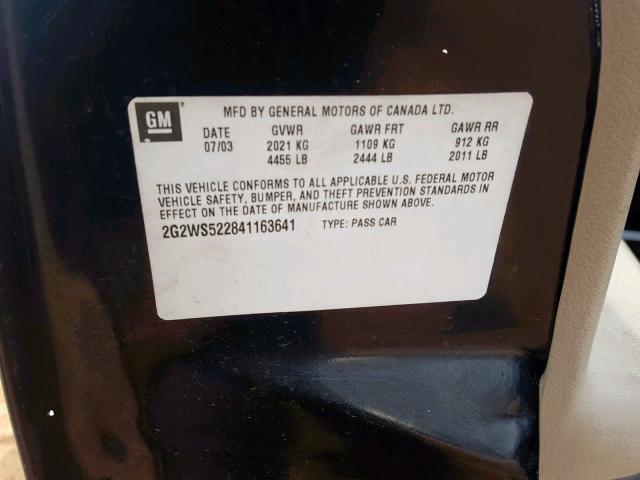 GM
MFD BY GENERAL MOTORS OF CANADA LTD.
DATE GVWR GAWR FRT GAWR RR
07/03 2021 KG 1109 KG 912 KG
4455 LB 2444 LB 2011 LB
THIS VEHICLE CONFORMS TO ALL APPLICABLE U.S. FEDERAL MOTOR
VEHICLE SAFETY, BUMPER, AND THEFT PREVENTION STANDARDS IN
EFFECT ON THE DATE OF MANUFACTURE SHOWN ABOVE.
2G2WS522841163641 TYPE: PASS CAR